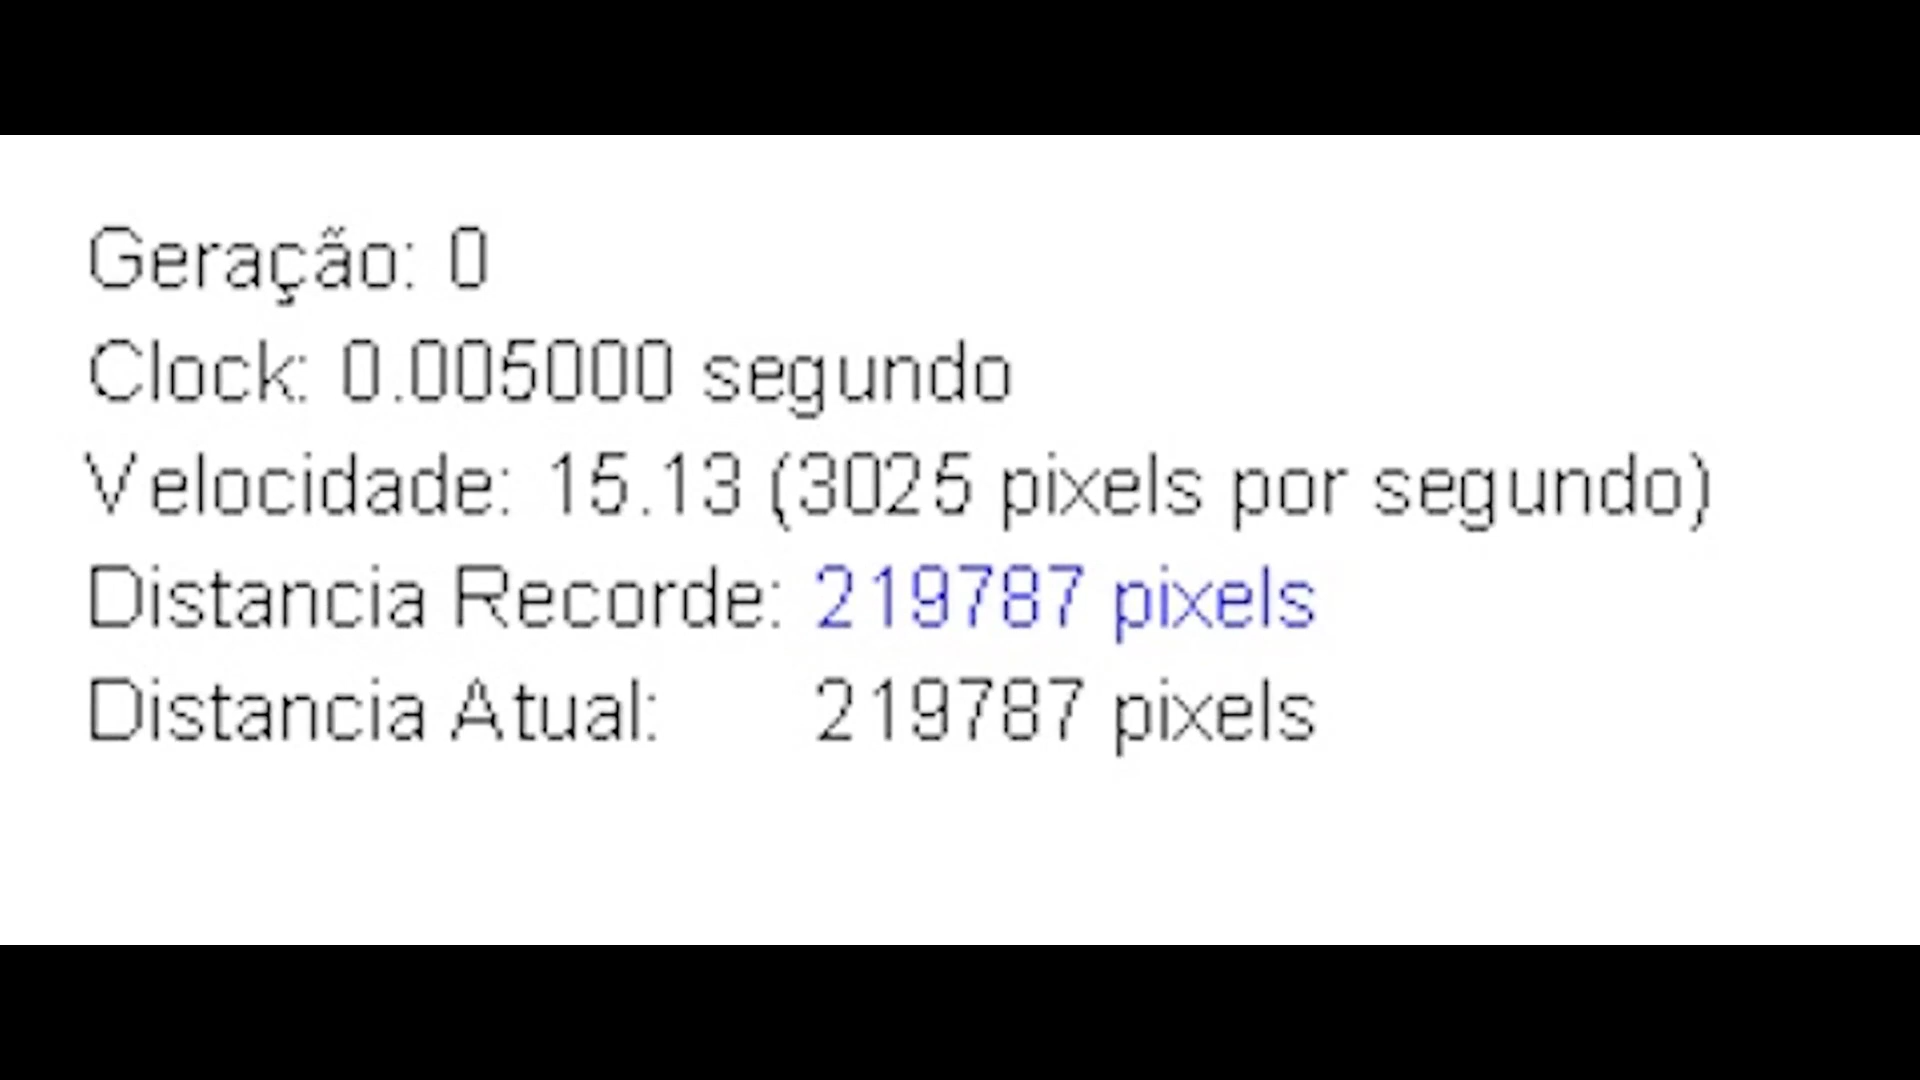 Geração: 0
Clock: 0.005000 segundo
Velocidade: 15.13 (3025 pixels por segundo)
Distancia Recorde: 219787 pixels
Distancia Atual: 219787 pixels